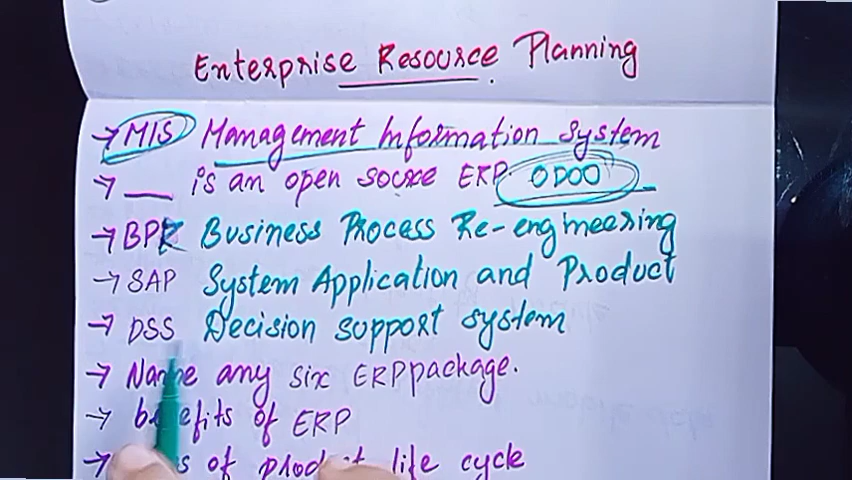 Enterprise Resource Planning
→ MIS Management Information System
→ ___ is an open source ERP. ODOO
→ BPR Business Process Re-engineering
→ SAP System Application and Product
→ DSS Decision support system
→ Name any six ERP package.
→ benefits of ERP
→ of product life cycle